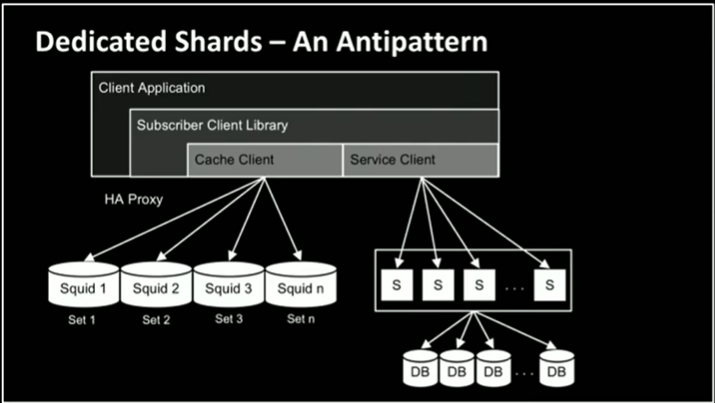 Dedicated Shards – An Antipattern
Client Application
Subscriber Client Library
Cache Client
Service Client
HA Proxy
Squid 1
Squid 2
Squid 3
Squid n
Set 1
Set 2
Set 3
Set n
S
S
S
. . .
S
DB
DB
DB
. . .
DB